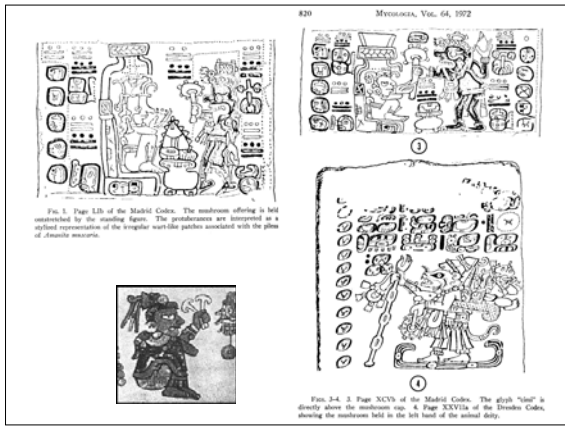 820 MYCOLOGIA, VOL. 64, 1972
FIG. 1. Page LIb of the Madrid Codex. The mushroom offering is held
outstretched by the standing figure. The protuberances are interpreted as a
stylized representation of the irregular wart-like patches associated with the pileus
of Amanita muscaria.
3
4
FIGS. 3-4. 3. Page XCVb of the Madrid Codex. The glyph "cimi" is
directly above the mushroom cap. 4. Page XXVIIa of the Dresden Codex,
showing the mushroom held in the left hand of the animal deity.